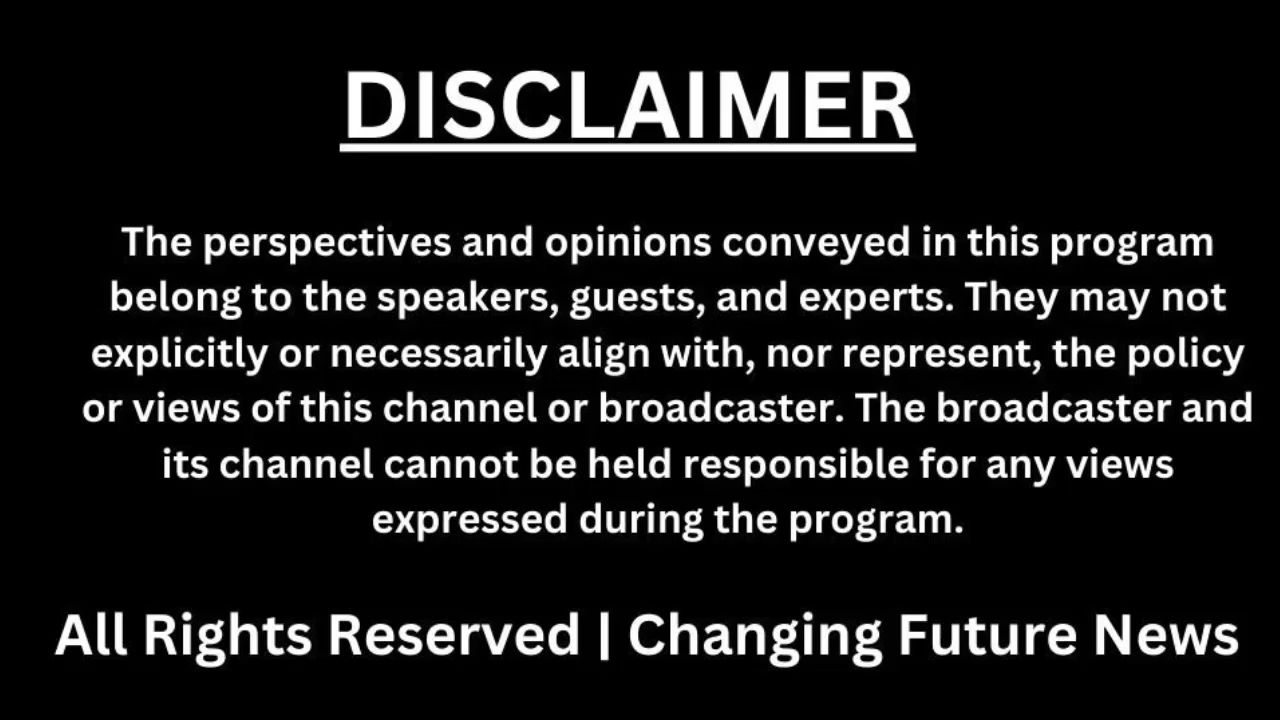 DISCLAIMER
The perspectives and opinions conveyed in this program
belong to the speakers, guests, and experts. They may not
explicitly or necessarily align with, nor represent, the policy
or views of this channel or broadcaster. The broadcaster and
its channel cannot be held responsible for any views
expressed during the program.
All Rights Reserved | Changing Future News